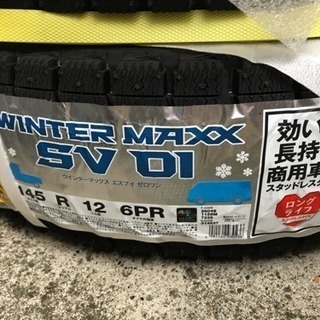 WINTER MAXX
SV 01
ウインターマックス エスブイ ゼロワン
145 R 12 6PR
効い
長持
商用車
スタッドレスタ
ロング
ライフ